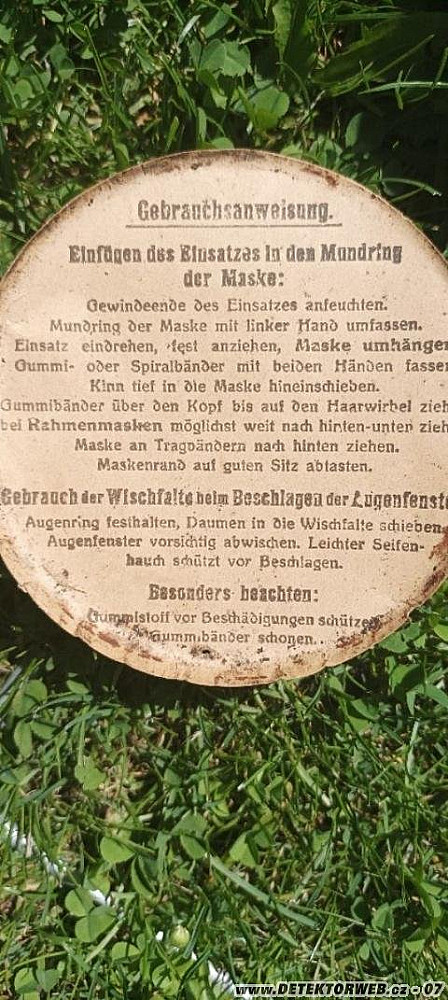 Gebrauchsanweisung.
Einfügen des Einsatzes in den Mundring
der Maske:
Gewindeende des Einsatzes anfeuchten.
Mundring der Maske mit linker Hand umfassen.
Einsatz eindrehen, fest anziehen, Maske umhängen
Gummi- oder Spiralbänder mit beiden Händen fassen
Kinn tief in die Maske hineinschieben.
Gummibänder über den Kopf bis auf den Haarwirbel zieh
bei Rahmenmasken möglichst weit nach hinten-unten zieh
Maske an Tragbändern nach hinten ziehen.
Maskenrand auf guten Sitz abtasten.
Gebrauch der Wischfalte beim Beschlagen der Augenfenste
Augenring festhalten, Daumen in die Wischfalte schieben
Augenfenster vorsichtig abwischen. Leichter Seifen-
hauch schützt vor Beschlagen.
Besonders beachten:
Gummistoff vor Beschädigungen schützen
Gummibänder schonen.
www.DETEKTORWEB.cz - 07